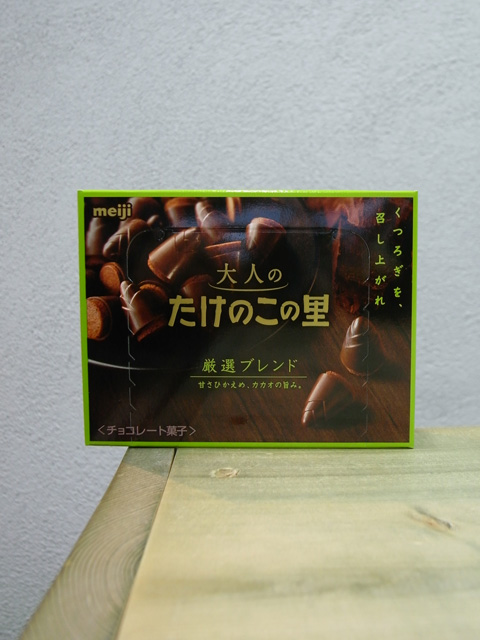 meiji
くつろぎを、
召し上がれ
大人の
たけのこの里
厳選ブレンド
甘さひかえめ、カカオの旨み。
<チョコレート菓子>